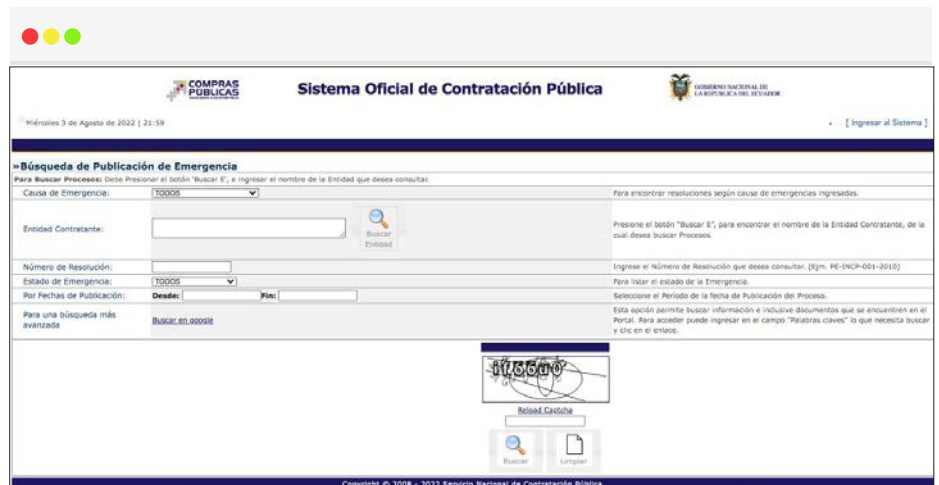 COMPRAS
PÚBLICAS
Sistema Oficial de Contratación Pública
GOBIERNO NACIONAL DE
LA REPUBLICA DEL ECUADOR
Miércoles 3 de Agosto de 2022 | 21:59
[ Ingresar al Sistema ]
»Búsqueda de Publicación de Emergencia
Para Buscar Procesos: Debe Presionar el botón 'Buscar E', e ingresar el nombre de la Entidad que desea consultar.
Causa de Emergencia: TODOS Para encontrar resoluciones según causa de emergencias ingresadas.
Entidad Contratante: Buscar Entidad
Presione el botón "Buscar E", para encontrar el nombre de la Entidad Contratante, de la
cual desea buscar Procesos.
Número de Resolución: Ingrese el Número de Resolución que desea consultar. (Ejm. RE-INCP-001-2010)
Estado de Emergencia: TODOS Para listar el estado de la Emergencia.
Por Fechas de Publicación: Desde: Fin: Seleccione el Período de la fecha de Publicación del Proceso.
Para una búsqueda más
avanzada
Buscar en google
Esta opción permite buscar información e inclusive documentos que se encuentren en el
Portal. Para acceder puede ingresar en el campo "Palabras claves" lo que necesita buscar
y clic en el enlace.
Reload Captcha
Buscar Limpiar
Copyright © 2008 - 2022 Servicio Nacional de Contratación Pública